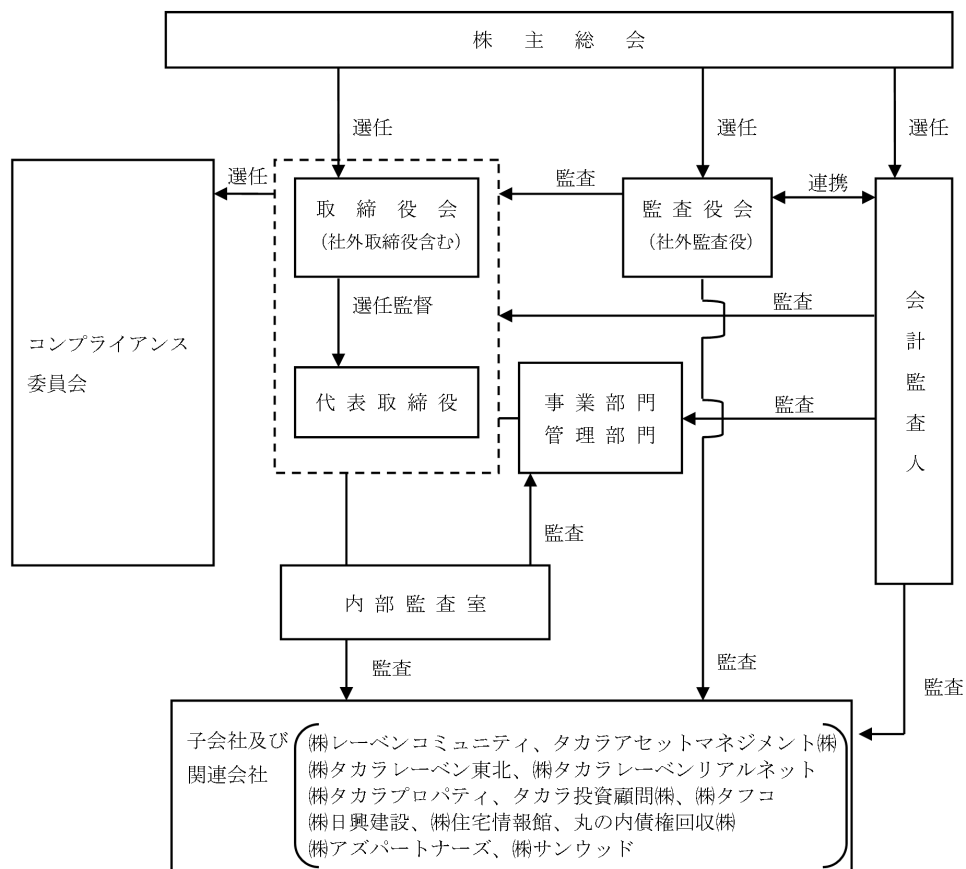 株主総会
選任
選任
選任
選任
監査
連携
取締役会
（社外取締役含む）
監査役会
（社外監査役）
選任監督
監査
会計監査人
コンプライアンス
委員会
代表取締役
事業部門
管理部門
監査
監査
内部監査室
監査
監査
監査
子会社及び
関連会社
㈱レーベンコミュニティ、タカラアセットマネジメント㈱
㈱タカラレーベン東北、㈱タカラレーベンリアルネット
㈱タカラプロパティ、タカラ投資顧問㈱、㈱タフコ
㈱日興建設、㈱住宅情報館、丸の内債権回収㈱
㈱アズパートナーズ、㈱サンウッド